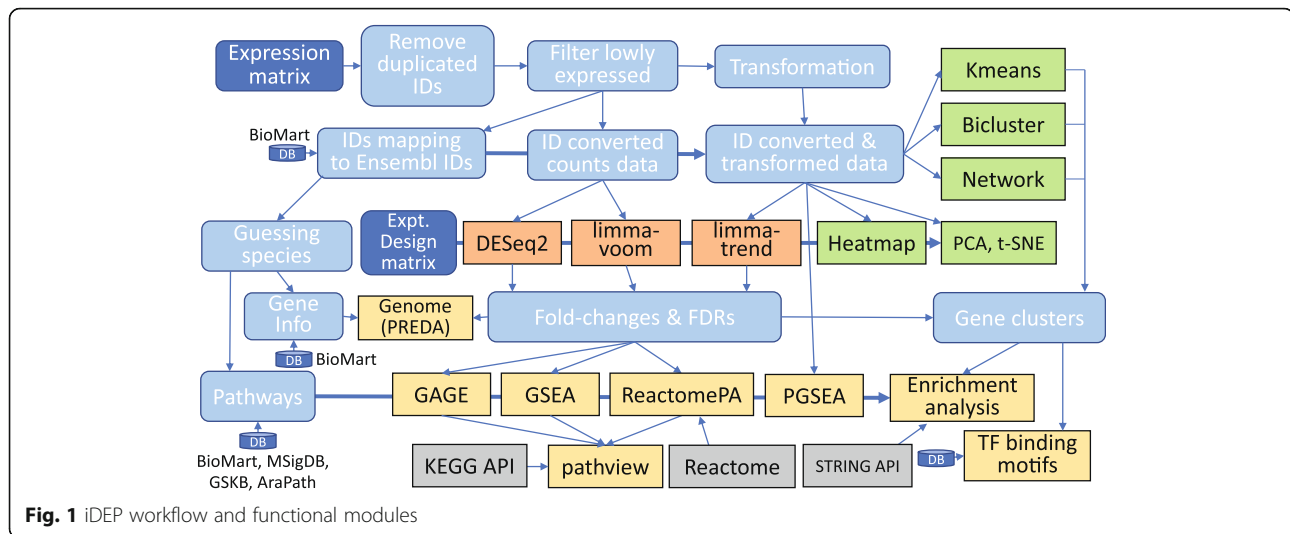 Expression
matrix
Remove
duplicated
IDs
Filter lowly
expressed
Transformation
Kmeans
Bicluster
Network
BioMart
DB
IDs mapping
to Ensembl IDs
ID converted
counts data
ID converted &
transformed data
Guessing
species
Expt.
Design
matrix
DESeq2
limma-
voom
limma-
trend
Heatmap
PCA, t-SNE
Gene
Info
Genome
(PREDA)
Fold-changes & FDRs
Gene clusters
DB
BioMart
Pathways
GAGE
GSEA
ReactomePA
PGSEA
Enrichment
analysis
DB
BioMart, MSigDB,
GSKB, AraPath
KEGG API
pathview
Reactome
STRING API
DB
TF binding
motifs
Fig. 1 iDEP workflow and functional modules